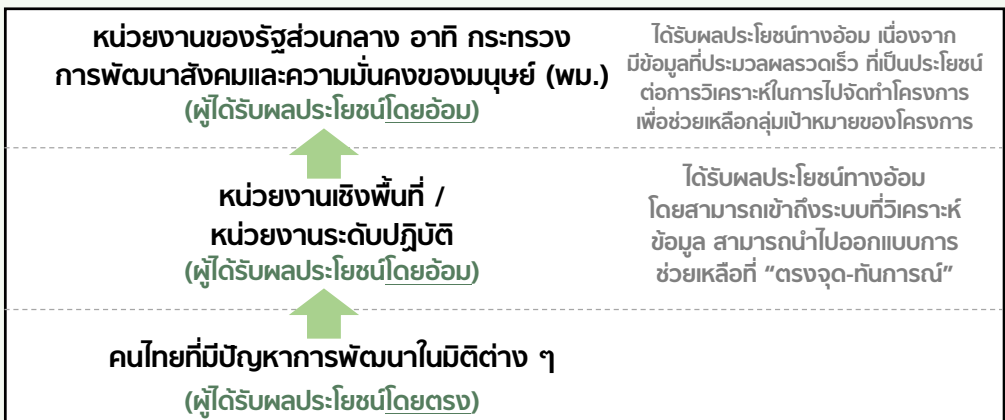 หน่วยงานของรัฐส่วนกลาง อาทิ กระทรวง
การพัฒนาสังคมและความมั่นคงของมนุษย์ (พม.)
(ผู้ได้รับผลประโยชน์โดยอ้อม)
ได้รับผลประโยชน์ทางอ้อม เนื่องจาก
มีข้อมูลที่ประมวลผลรวดเร็ว ที่เป็นประโยชน์
ต่อการวิเคราะห์ในการไปจัดทำโครงการ
เพื่อช่วยเหลือกลุ่มเป้าหมายของโครงการ
หน่วยงานเชิงพื้นที่ /
หน่วยงานระดับปฏิบัติ
(ผู้ได้รับผลประโยชน์โดยอ้อม)
ได้รับผลประโยชน์ทางอ้อม
โดยสามารถเข้าถึงระบบที่วิเคราะห์
ข้อมูล สามารถนำไปออกแบบการ
ช่วยเหลือที่ “ตรงจุด-ทันการณ์”
คนไทยที่มีปัญหาการพัฒนาในมิติต่าง ๆ
(ผู้ได้รับผลประโยชน์โดยตรง)